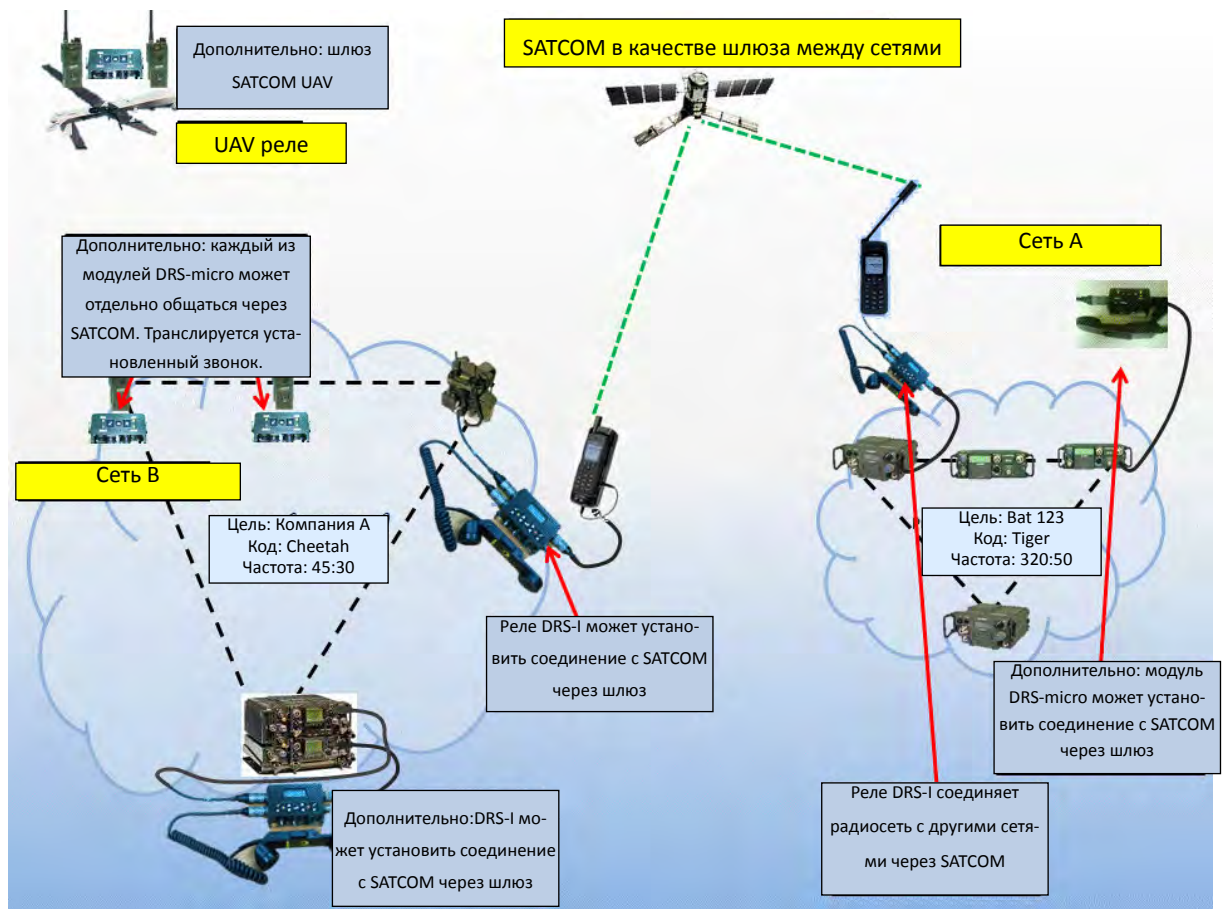 Дополнительно: шлюз
SATCOM UAV
UAV реле
SATCOM в качестве шлюза между сетями
Дополнительно: каждый из
модулей DRS-micro может
отдельно общаться через
SATCOM. Транслируется уста-
новленный звонок.
Сеть A
Сеть B
Цель: Компания A
Код: Cheetah
Частота: 45:30
Цель: Bat 123
Код: Tiger
Частота: 320:50
Реле DRS-I может устано-
вить соединение с SATCOM
через шлюз
Дополнительно: модуль
DRS-micro может устано-
вить соединение с SATCOM
через шлюз
Дополнительно:DRS-I мо-
жет установить соединение
с SATCOM через шлюз
Реле DRS-I соединяет
радиосеть с другими сетя-
ми через SATCOM